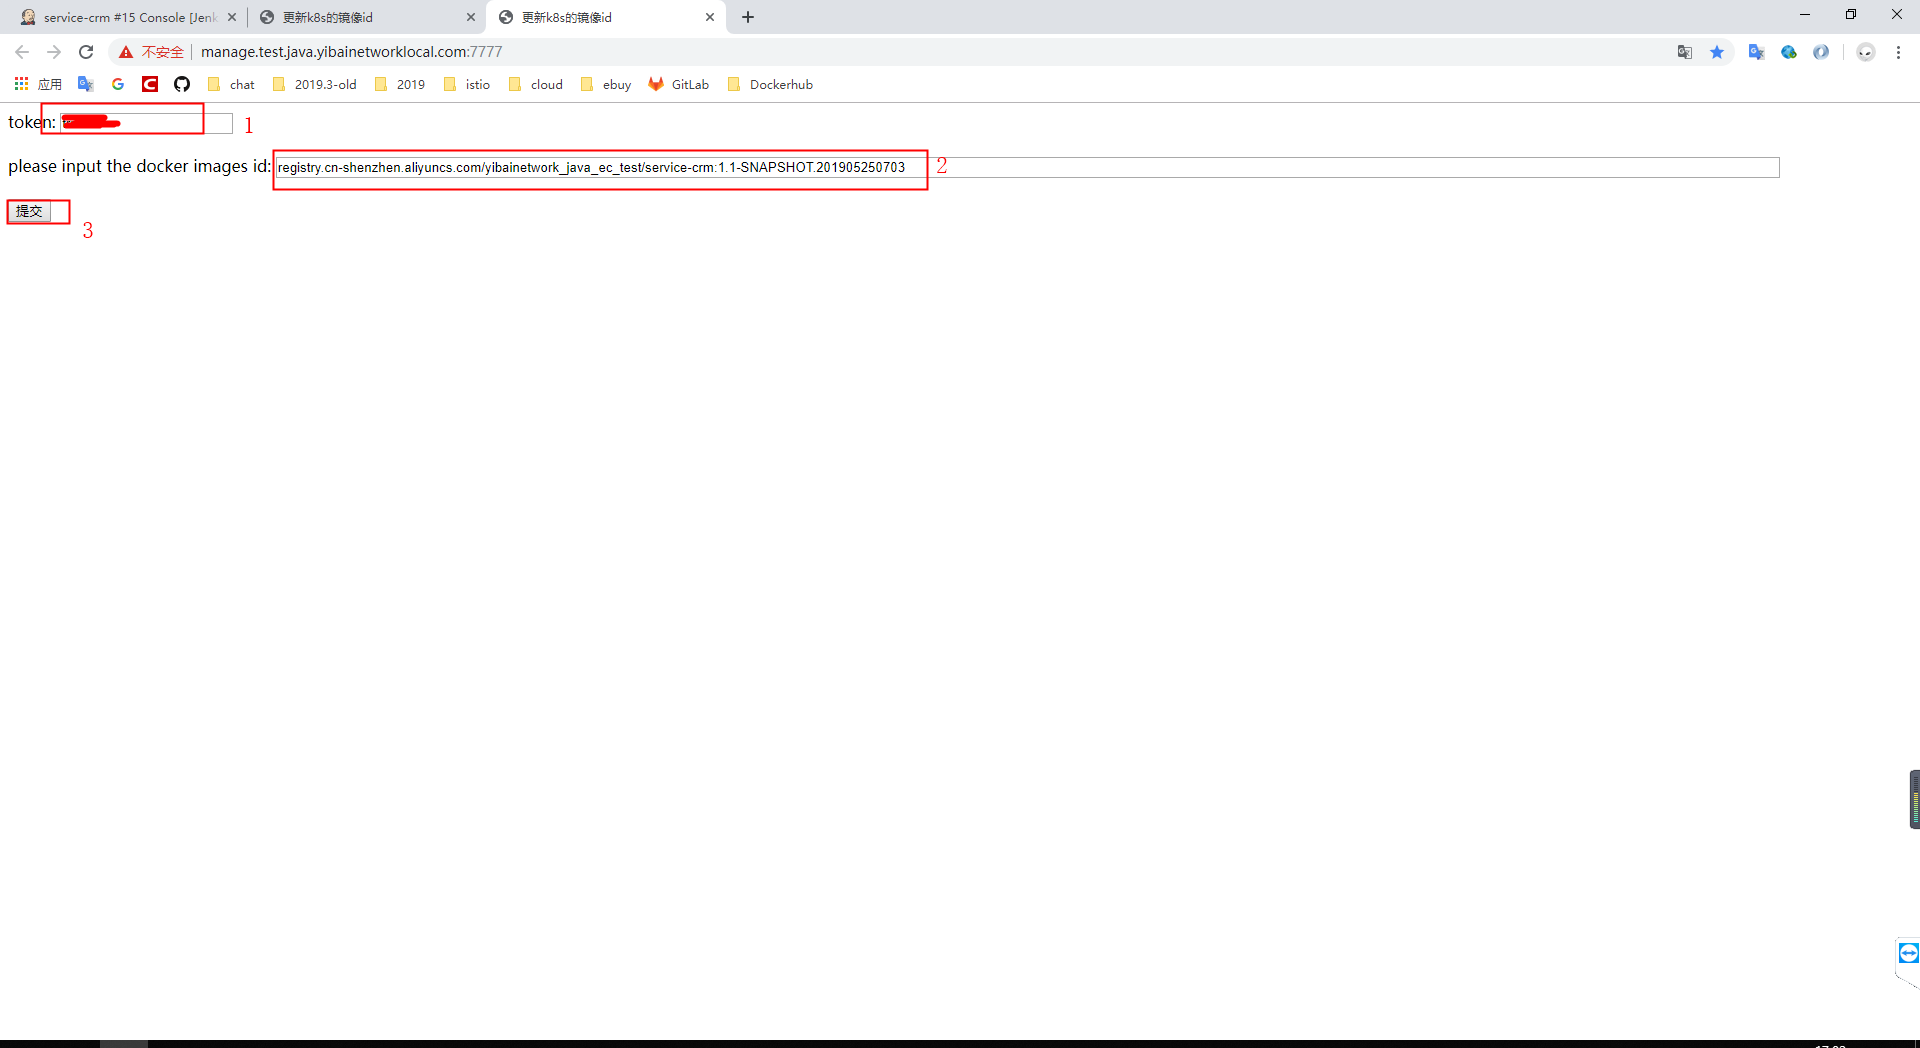 service-crm #15 Console [Jenk
更新k8s的镜像id
更新k8s的镜像id
不安全 manage.test.java.yibainetworklocal.com:7777
应用 chat 2019.3-old 2019 istio cloud ebuy GitLab Dockerhub
token: 1
please input the docker images id: registry.cn-shenzhen.aliyuncs.com/yibainetwork_java_ec_test/service-crm:1.1-SNAPSHOT.201905250703 2
提交
3